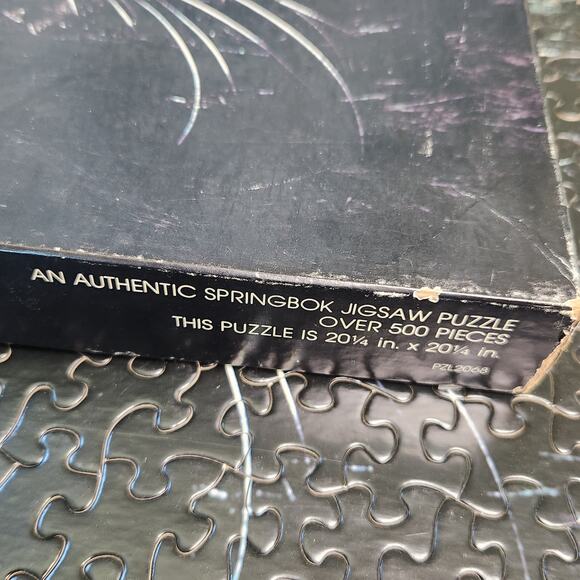 AN AUTHENTIC SPRINGBOK JIGSAW PUZZLE
OVER 500 PIECES
THIS PUZZLE IS 20¼ in. x 20¼ in.
PZL2068